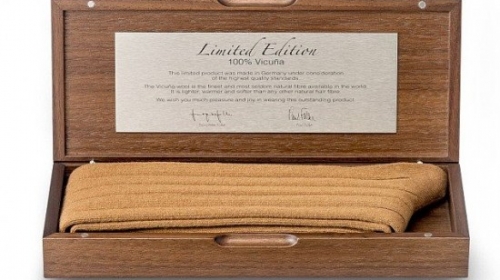 Limited Edition
100% Vicuña
This limited product was made in Germany under consideration
of the highest quality standards.
The Vicuña wool is the finest and most seldom natural fibre available in the world.
It is lighter, warmer and softer than any other natural hair fibre.
We wish you much pleasure and joy in wearing this outstanding product.